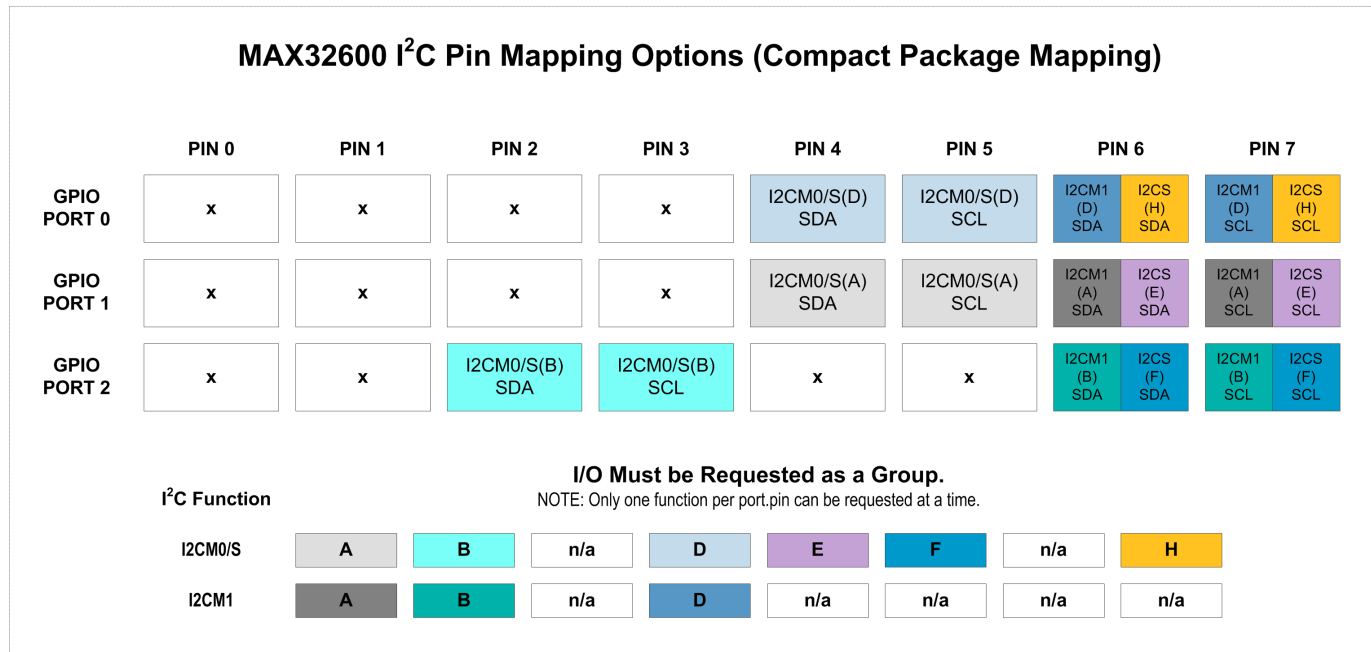 MAX32600 I²C Pin Mapping Options (Compact Package Mapping)
PIN 0 PIN 1 PIN 2 PIN 3 PIN 4 PIN 5 PIN 6 PIN 7
GPIO
PORT 0
x x x x
I2CM0/S(D)
SDA
I2CM0/S(D)
SCL
I2CM1
(D)
SDA
I2CS
(H)
SDA
I2CM1
(D)
SCL
I2CS
(H)
SCL
GPIO
PORT 1
x x x x
I2CM0/S(A)
SDA
I2CM0/S(A)
SCL
I2CM1
(A)
SDA
I2CS
(E)
SDA
I2CM1
(A)
SCL
I2CS
(E)
SCL
GPIO
PORT 2
x x
I2CM0/S(B)
SDA
I2CM0/S(B)
SCL
x x
I2CM1
(B)
SDA
I2CS
(F)
SDA
I2CM1
(B)
SCL
I2CS
(F)
SCL
I/O Must be Requested as a Group.
I²C Function
NOTE: Only one function per port.pin can be requested at a time.
I2CM0/S A B n/a D E F n/a H
I2CM1 A B n/a D n/a n/a n/a n/a